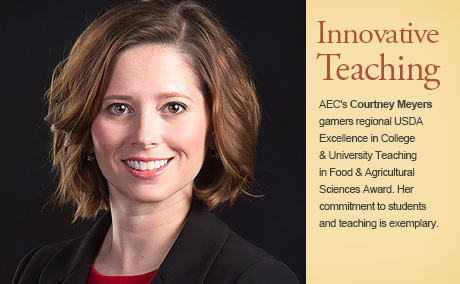 Innovative
Teaching
AEC's Courtney Meyers
garners regional USDA
Excellence in College
& University Teaching
in Food & Agricultural
Sciences Award. Her
commitment to students
and teaching is exemplary.